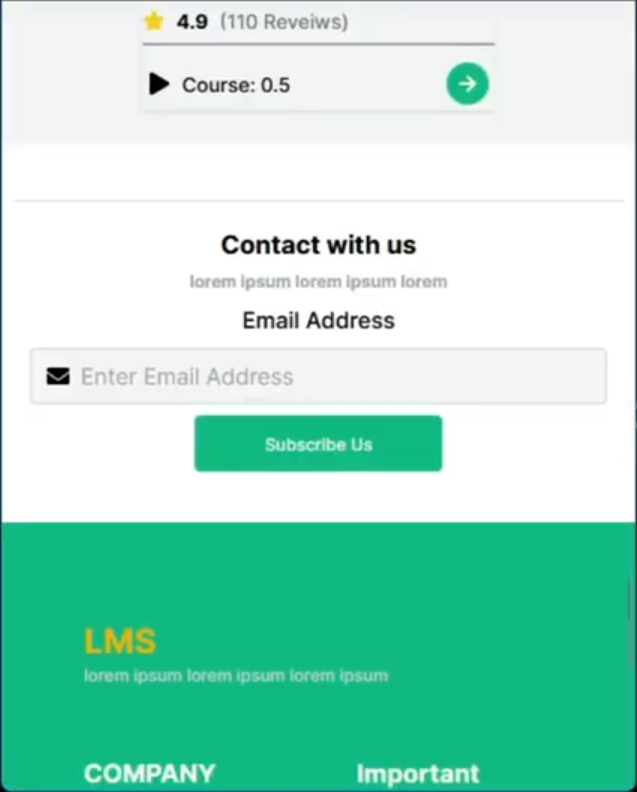 4.9 (110 Reveiws)
Course: 0.5
Contact with us
lorem ipsum lorem ipsum lorem
Email Address
Enter Email Address
Subscribe Us
LMS
lorem ipsum lorem ipsum lorem ipsum
COMPANY Important